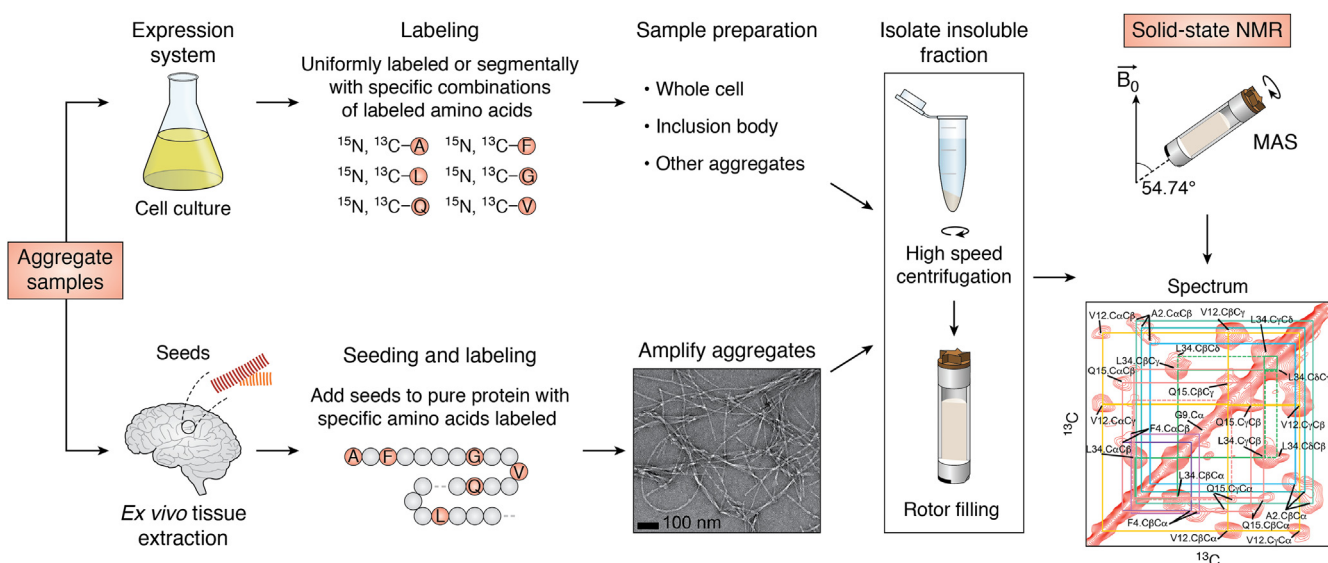 Expression
system
Labeling
Sample preparation
Isolate insoluble
fraction
Solid-state NMR
Uniformly labeled or segmentally
with specific combinations
of labeled amino acids
15N, 13C–A 15N, 13C–F
15N, 13C–L 15N, 13C–G
15N, 13C–Q 15N, 13C–V
Cell culture
• Whole cell
• Inclusion body
• Other aggregates
B0
MAS
54.74°
High speed
centrifugation
Rotor filling
Aggregate
samples
Seeds
Ex vivo tissue
extraction
Seeding and labeling
Add seeds to pure protein with
specific amino acids labeled
A F G
V
Q
L
Amplify aggregates
100 nm
Spectrum
V12.CαCβ
A2.CαCβ
V12.CβCγ
L34.CγCδ
L34.CβCδ
L34.CβCγ
Q15.CαCβ
Q15.CβCγ
G9.Cα
V12.CαCγ
F4.CαCβ
Q15.CγCβ
V12.CγCβ
L34.CαCβ
L34.CγCβ
L34.CδCβ
L34.CβCα
Q15.CγCα
F4.CβCα
A2.CβCα
Q15.CβCα
V12.CβCα
V12.CγCα
13C
13C